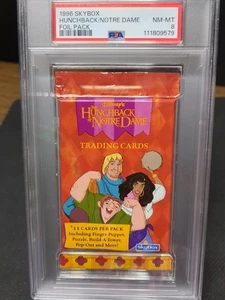 1996 SKYBOX
HUNCHBACK/NOTRE DAME
FOIL PACK
NM-MT
8
PSA
111809579
Disney's
THE HUNCHBACK
OF NOTRE DAME
TRADING CARDS
11 CARDS PER PACK
Including Finger Popper,
Puzzle, Build-A-Tower,
Pop Out and More!
SkyBox